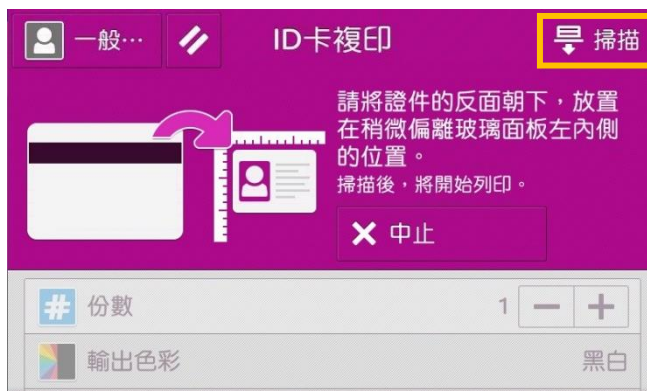 一般…
ID卡複印
掃描
請將證件的反面朝下，放置
在稍微偏離玻璃面板左內側
的位置。
掃描後，將開始列印。
✕ 中止
# 份數
1 — +
輸出色彩
黑白